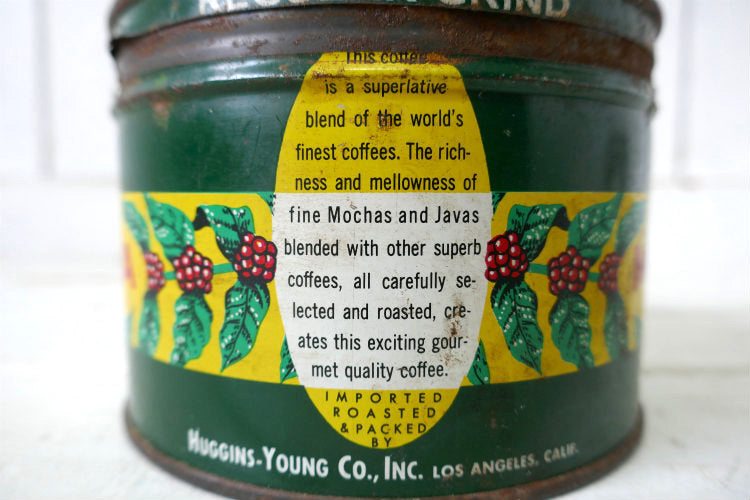 REGULAR GRIND
This coffee
is a superlative
blend of the world's
finest coffees. The rich-
ness and mellowness of
fine Mochas and Javas
blended with other superb
coffees, all carefully se-
lected and roasted, cre-
ates this exciting gour-
met quality coffee.
IMPORTED
ROASTED
& PACKED
BY
HUGGINS-YOUNG CO., INC. LOS ANGELES, CALIF.